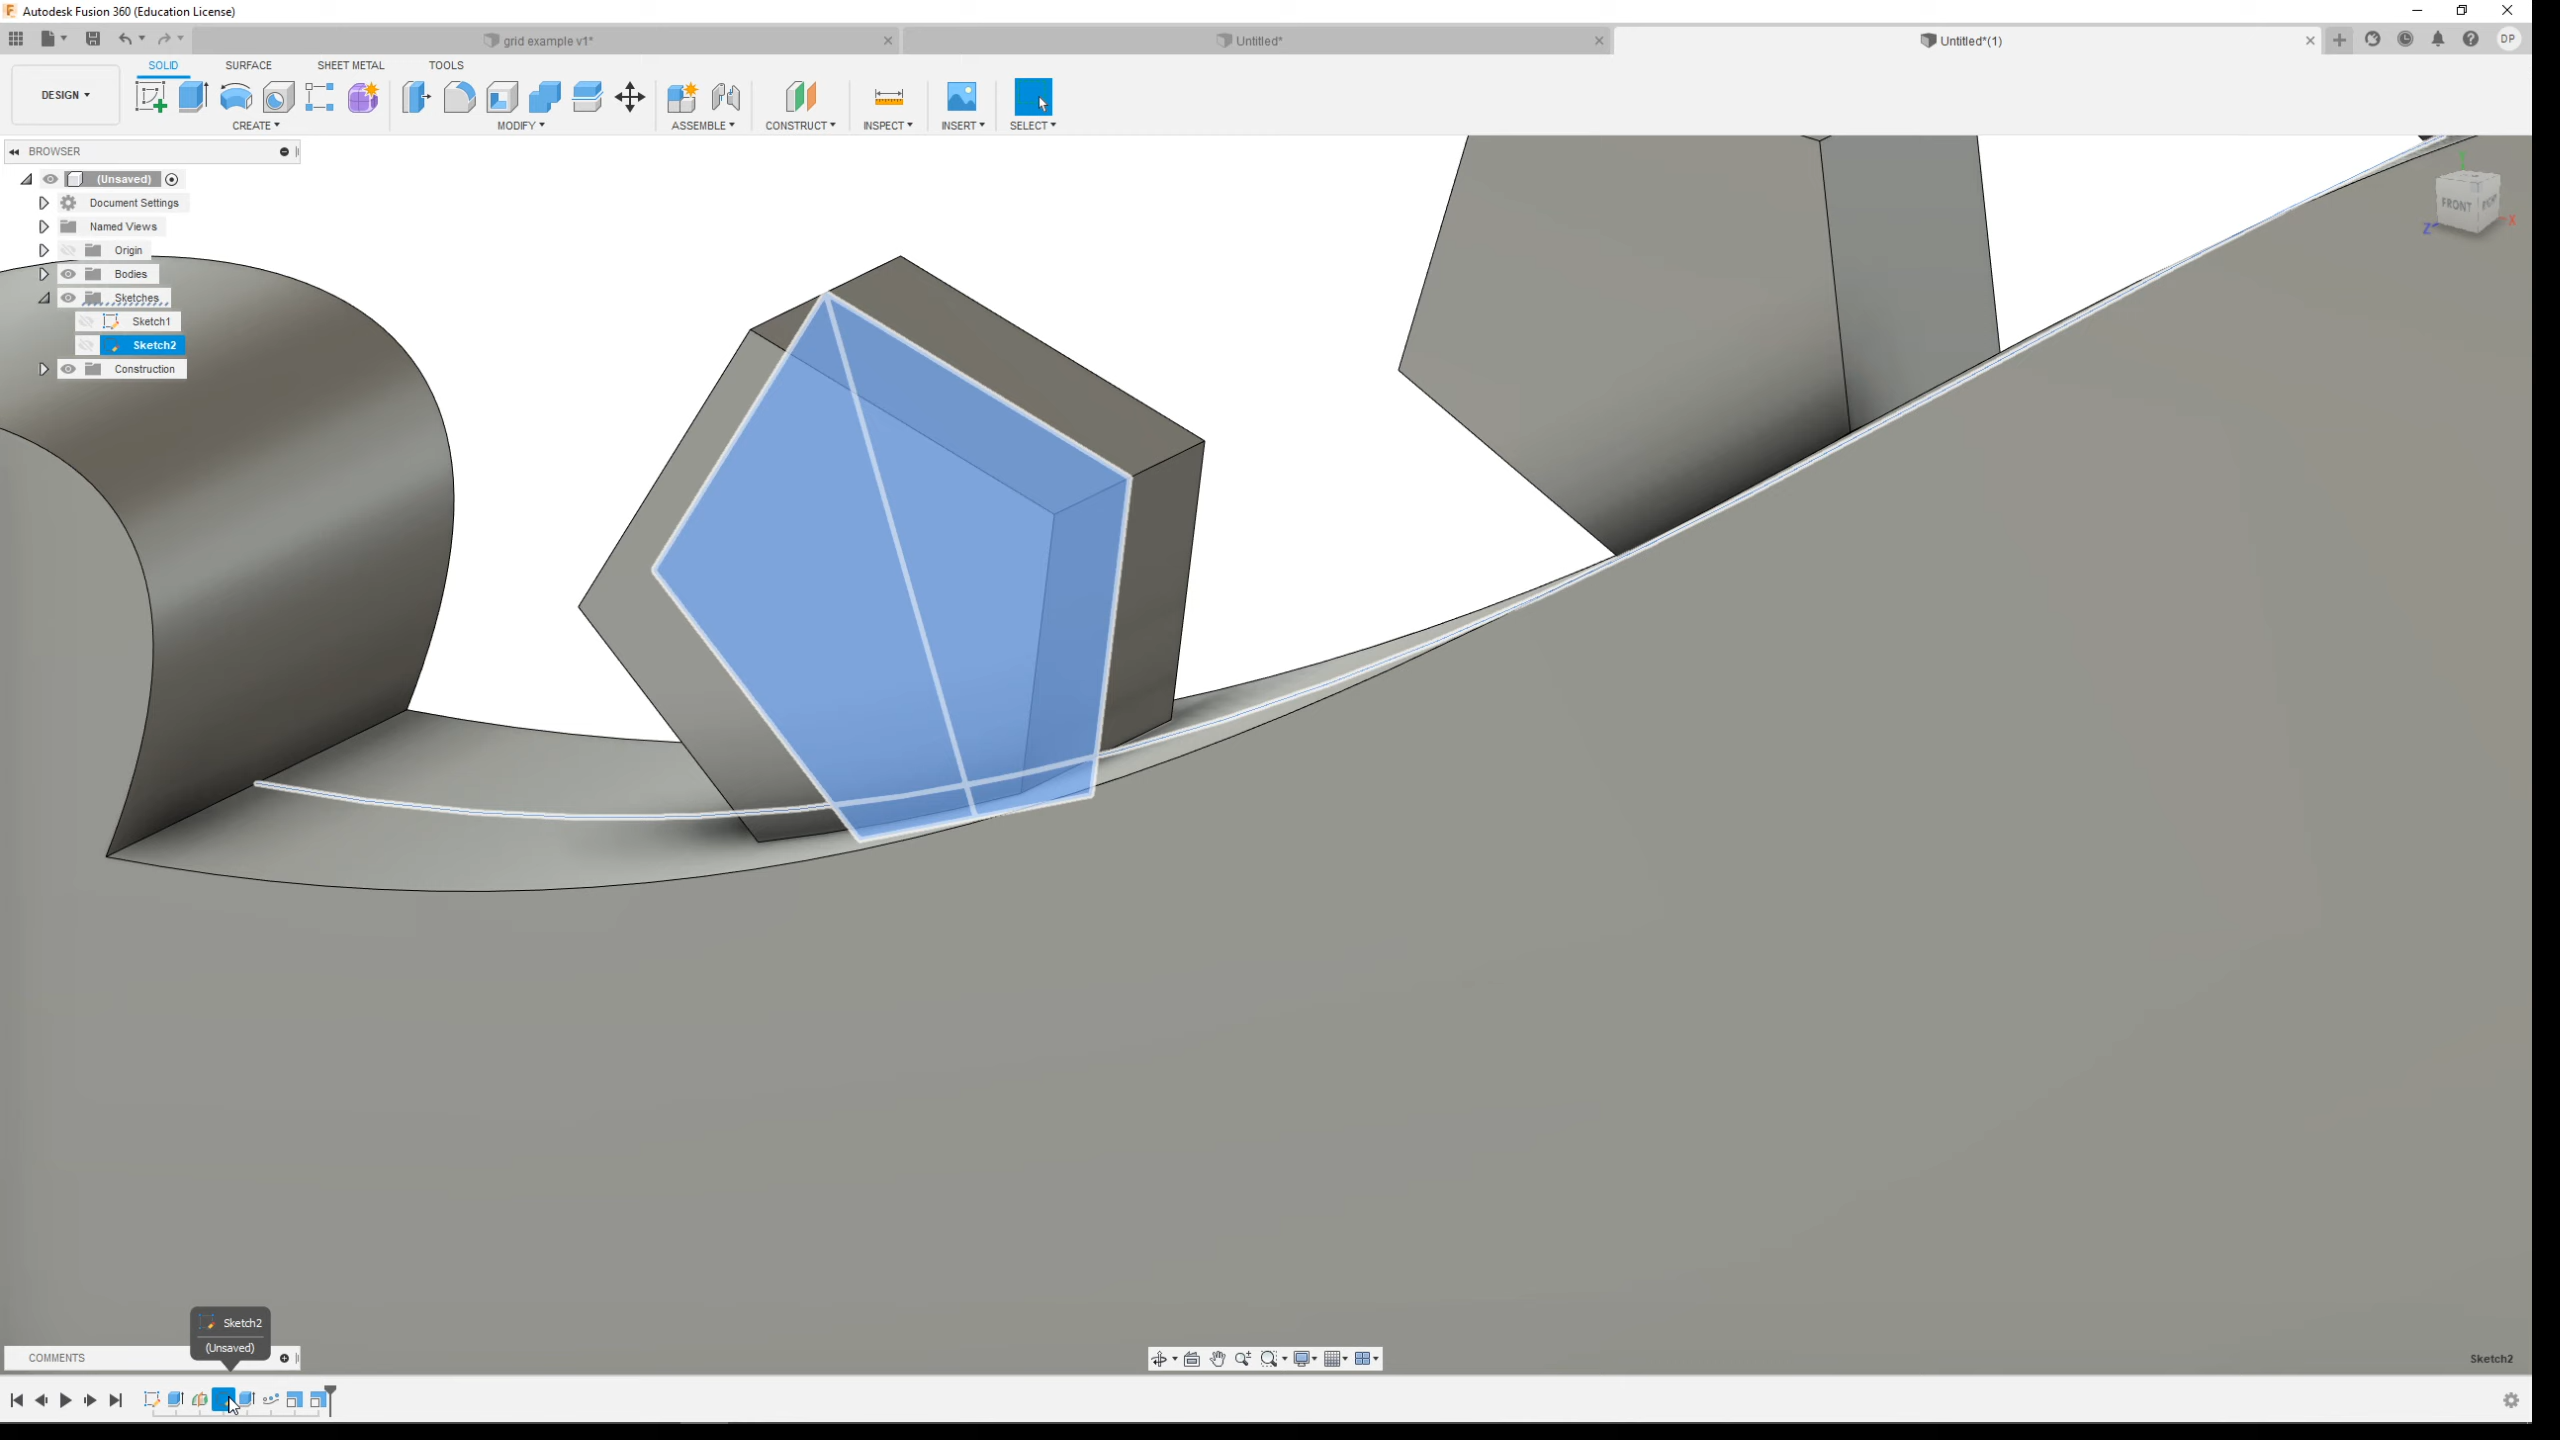 Autodesk Fusion 360 (Education License)
grid example v1*
Untitled*
Untitled*(1)
DP
SOLID
SURFACE
SHEET METAL
TOOLS
DESIGN
CREATE
MODIFY
ASSEMBLE
CONSTRUCT
INSPECT
INSERT
SELECT
BROWSER
(Unsaved)
Document Settings
Named Views
Origin
Bodies
Sketches
Sketch1
Sketch2
Construction
Y
FRONT
RIGHT
X
Z
Sketch2
(Unsaved)
COMMENTS
Sketch2